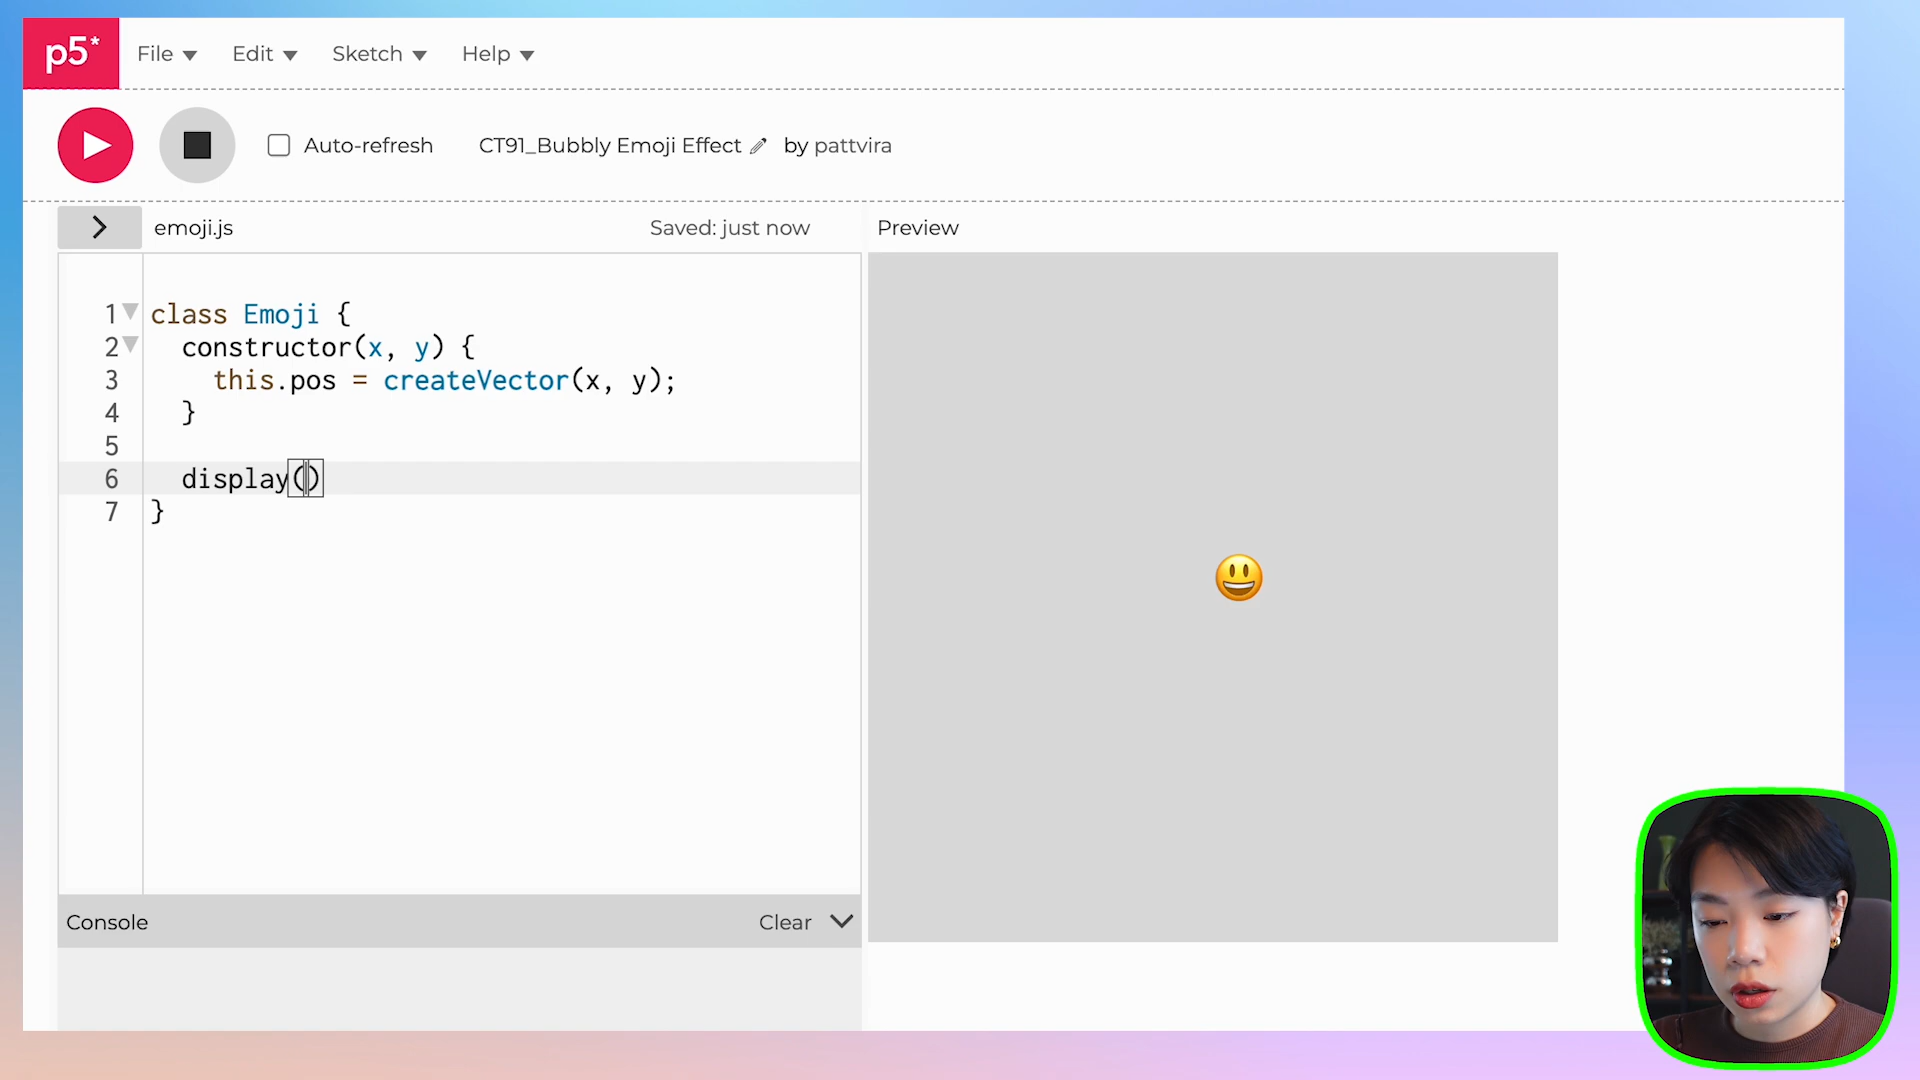 p5*
File Edit Sketch Help
Auto-refresh CT91_Bubbly Emoji Effect by pattvira
emoji.js Saved: just now Preview
1 class Emoji {
2 constructor(x, y) {
3 this.pos = createVector(x, y);
4 }
5
6 display()
7 }
Console Clear